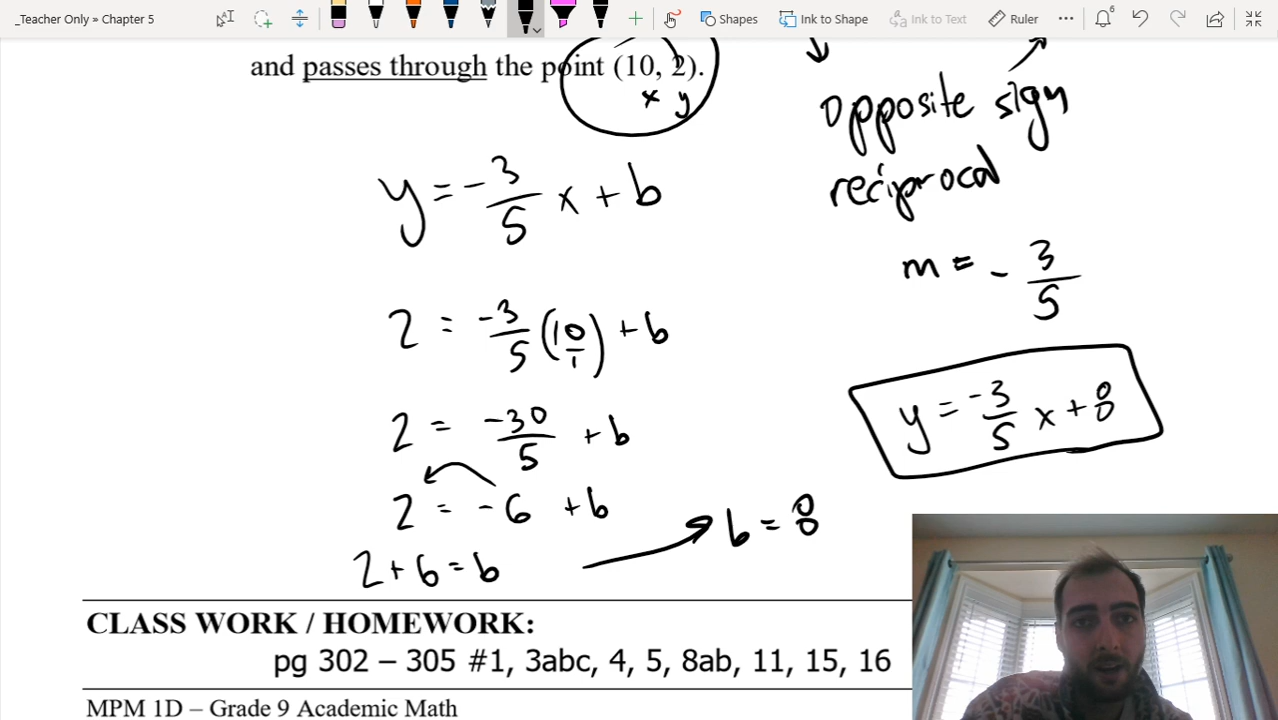 _Teacher Only » Chapter 5
Shapes
Ink to Shape
Ink to Text
Ruler
6
and passes through the point (10, 2).
x y
opposite sign
reciprocal
m = - 3/5
y = -3/5 x + b
2 = -3/5 (10/1) + b
2 = -30/5 + b
2 = -6 + b
2 + 6 = b
b = 8
y = -3/5 x + 8
CLASS WORK / HOMEWORK:
pg 302 – 305 #1, 3abc, 4, 5, 8ab, 11, 15, 16
MPM 1D – Grade 9 Academic Math